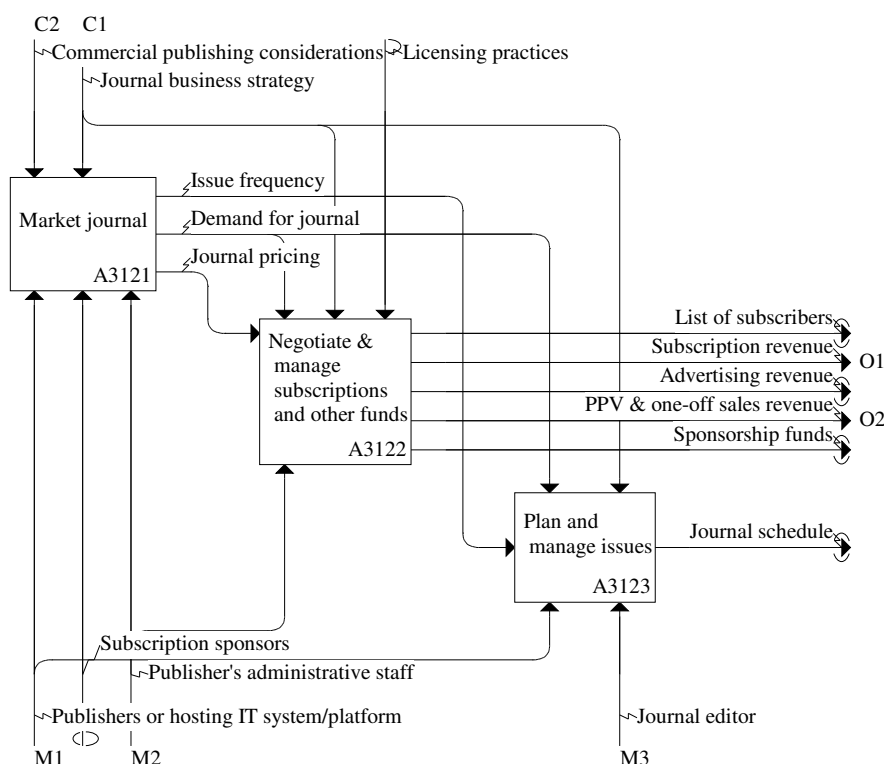 C2 C1
Commercial publishing considerations
Licensing practices
Journal business strategy
Issue frequency
Market journal
Demand for journal
Journal pricing
A3121
List of subscribers
Negotiate &
manage
subscriptions
and other funds
Subscription revenue
O1
Advertising revenue
PPV & one-off sales revenue
O2
Sponsorship funds
A3122
Plan and
manage issues
Journal schedule
A3123
Subscription sponsors
Publisher's administrative staff
Publishers or hosting IT system/platform
Journal editor
M1 M2 M3